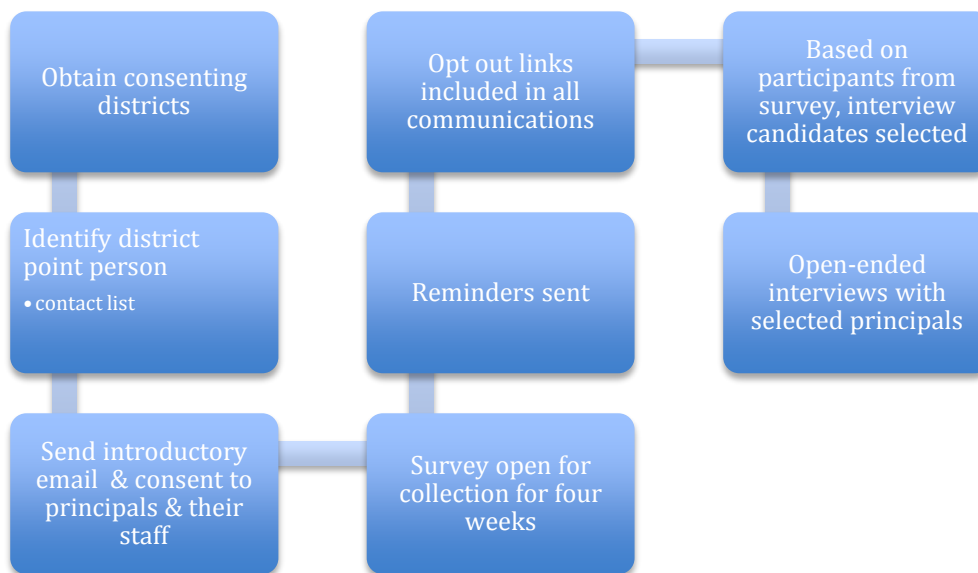 Obtain consenting
districts
Identify district
point person
• contact list
Send introductory
email & consent to
principals & their
staff
Survey open for
collection for four
weeks
Reminders sent
Opt out links
included in all
communications
Based on
participants from
survey, interview
candidates selected
Open-ended
interviews with
selected principals